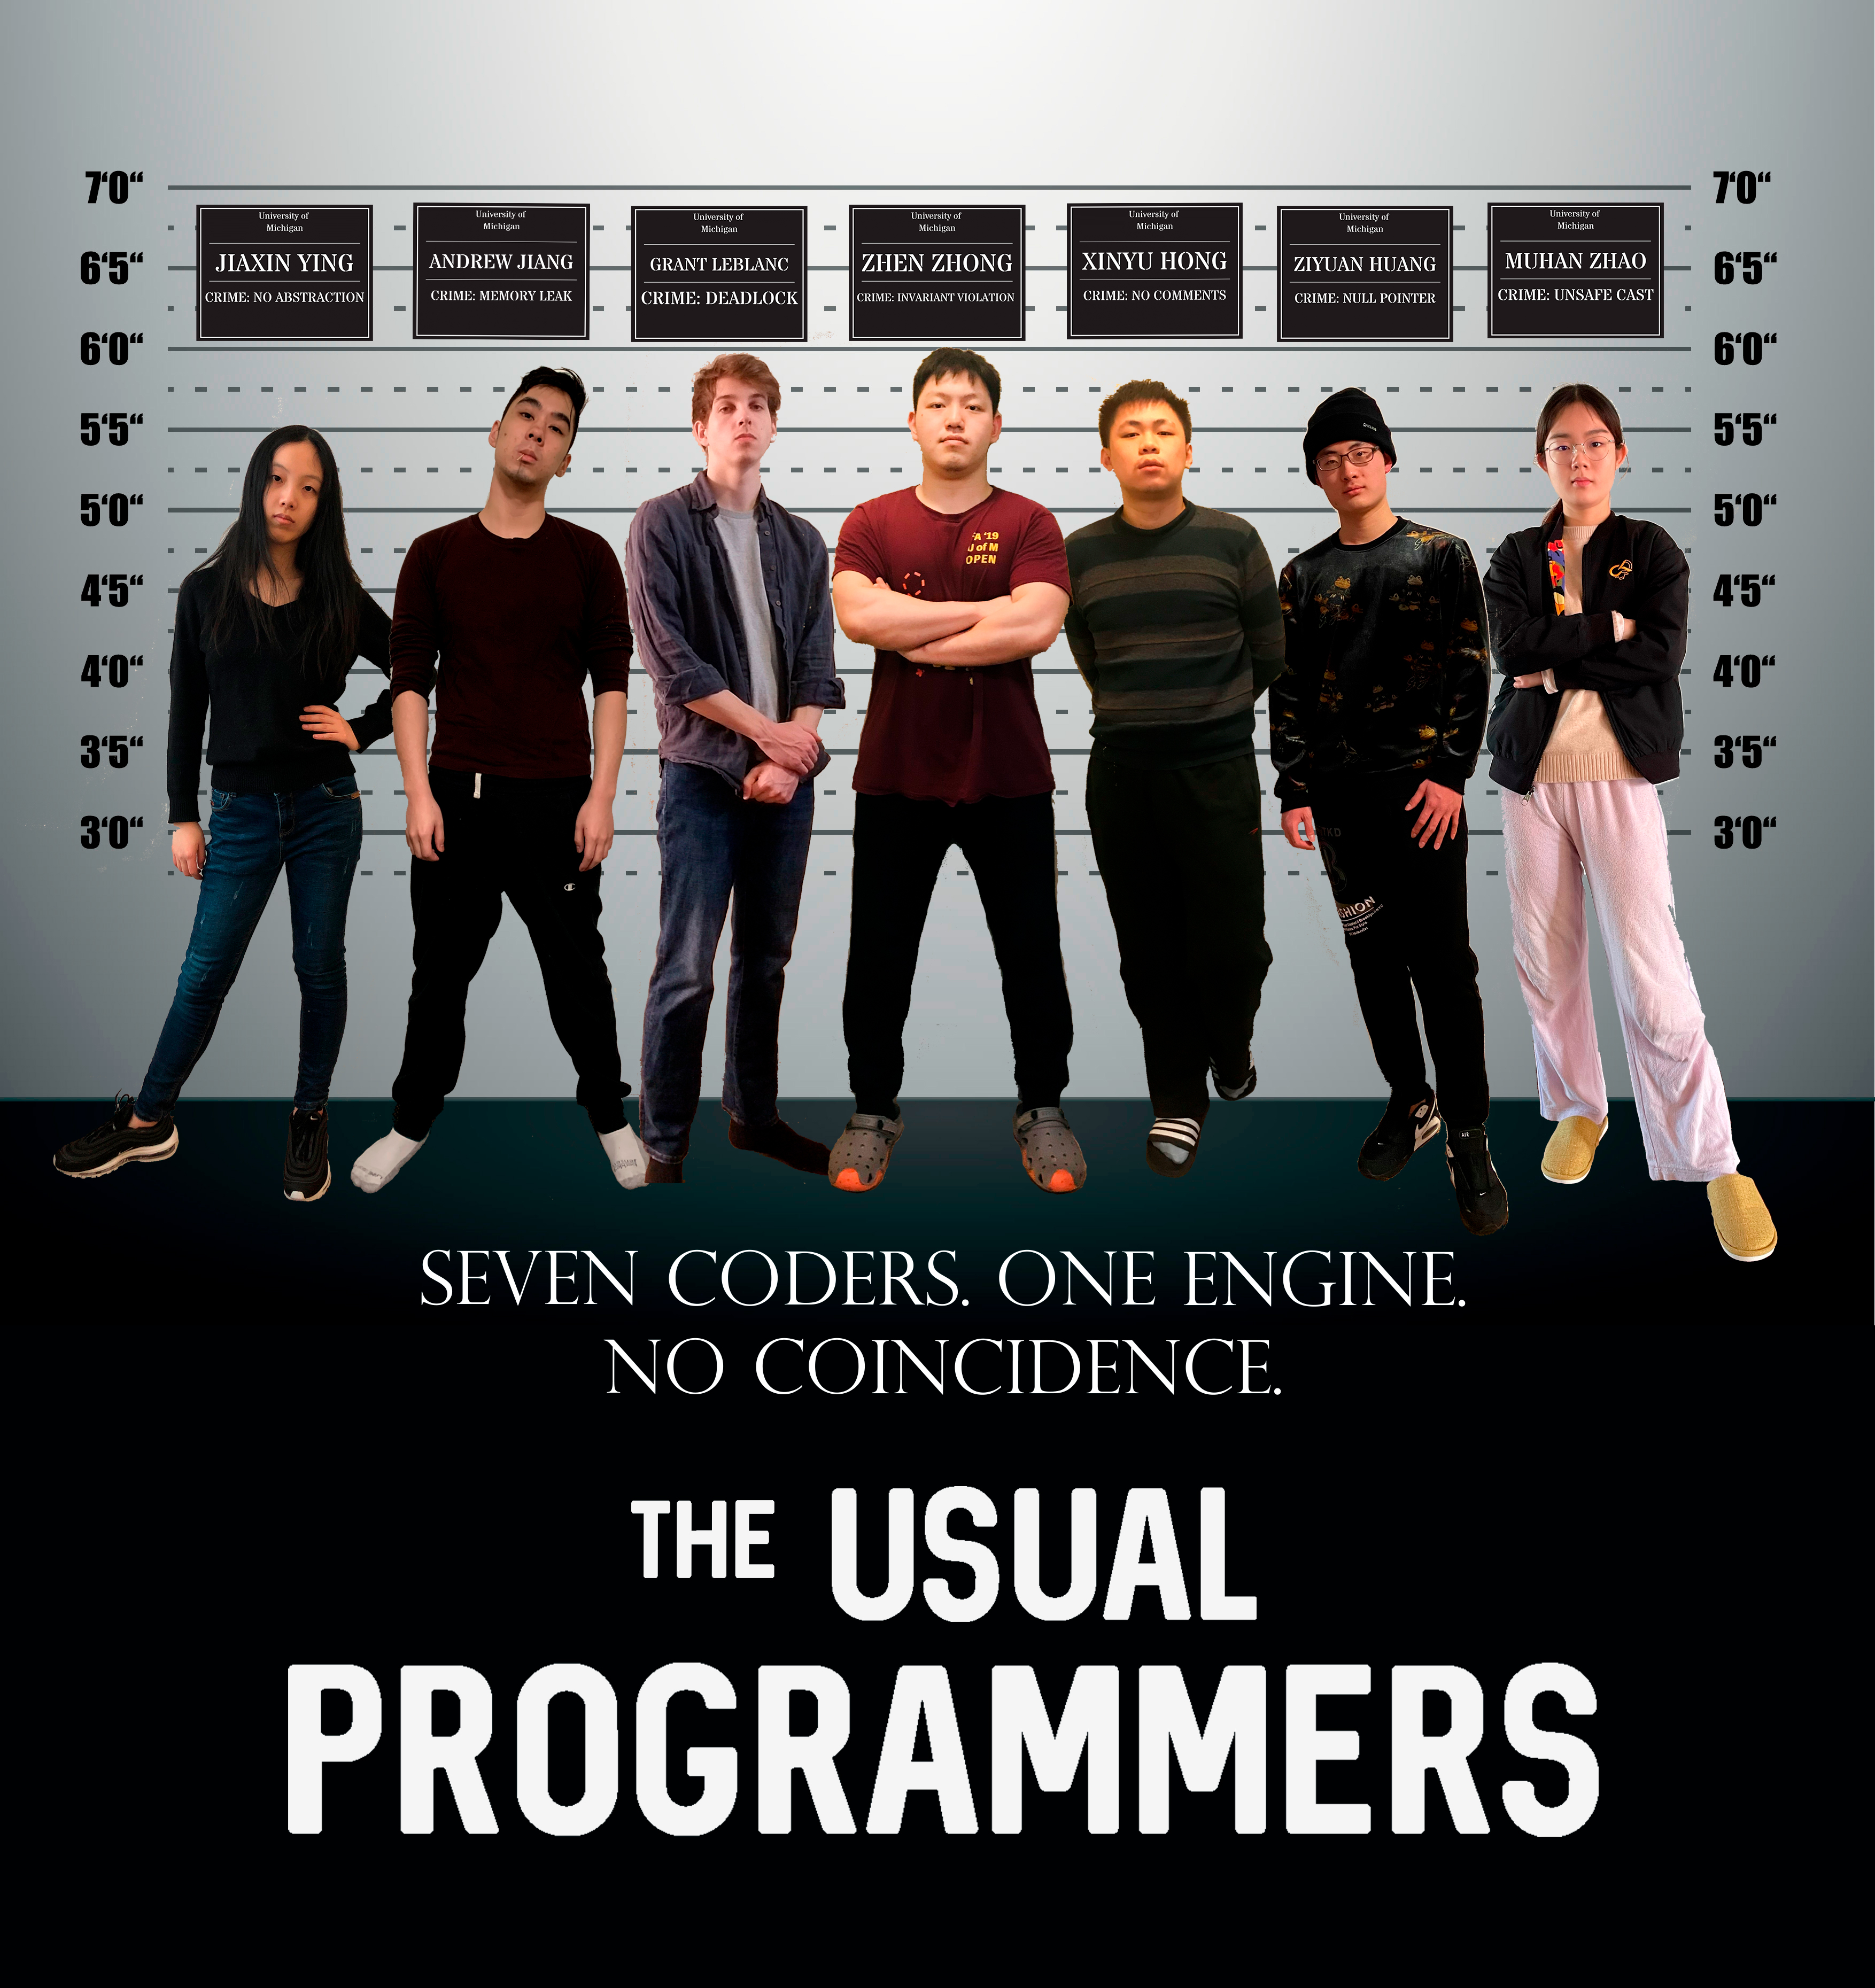 7'0“
7'0“
University of
Michigan
JIAXIN YING
CRIME: NO ABSTRACTION
University of
Michigan
ANDREW JIANG
CRIME: MEMORY LEAK
University of
Michigan
GRANT LEBLANC
CRIME: DEADLOCK
University of
Michigan
ZHEN ZHONG
CRIME: INVARIANT VIOLATION
University of
Michigan
XINYU HONG
CRIME: NO COMMENTS
University of
Michigan
ZIYUAN HUANG
CRIME: NULL POINTER
University of
Michigan
MUHAN ZHAO
CRIME: UNSAFE CAST
6'5“
6'5“
6'0“
6'0“
5'5“
5'5“
5'0“
5'0“
'A '19
J of M
OPEN
4'5“
4'5“
4'0“
4'0“
3'5“
3'5“
3'0“
3'0“
TKD
SHION
AIR
SEVEN CODERS. ONE ENGINE.
NO COINCIDENCE.
THE USUAL
PROGRAMMERS